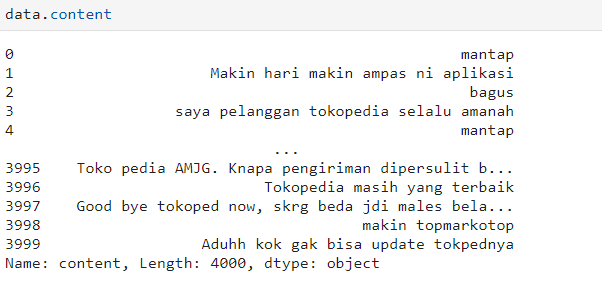 data.content
0 mantap
1 Makin hari makin ampas ni aplikasi
2 bagus
3 saya pelanggan tokopedia selalu amanah
4 mantap
...
3995 Toko pedia AMJG. Knapa pengiriman dipersulit b...
3996 Tokopedia masih yang terbaik
3997 Good bye tokoped now, skrg beda jdi males bela...
3998 makin topmarkotop
3999 Aduhh kok gak bisa update tokpednya
Name: content, Length: 4000, dtype: object